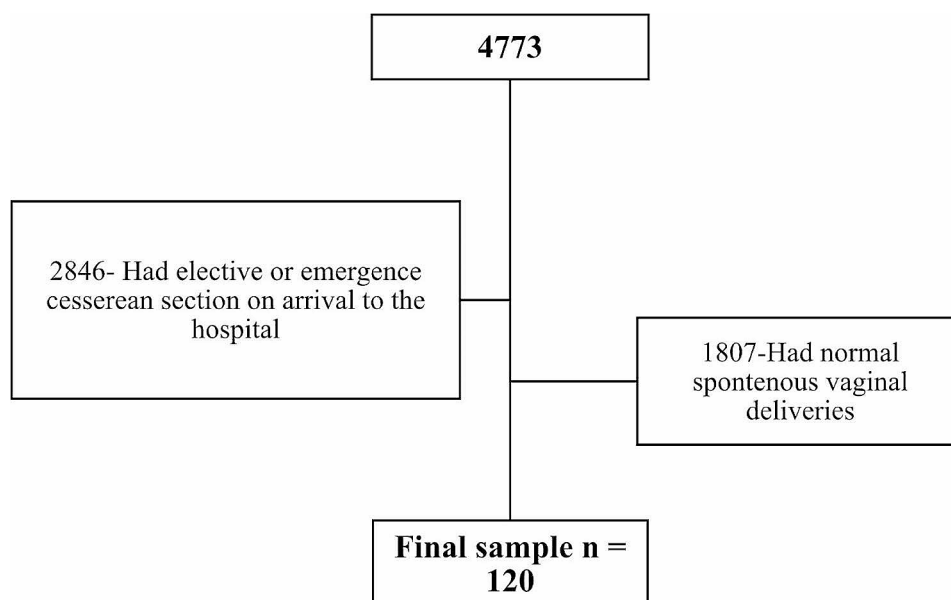 4773
2846- Had elective or emergence
cesserean section on arrival to the
hospital
1807-Had normal
spontenous vaginal
deliveries
Final sample n =
120